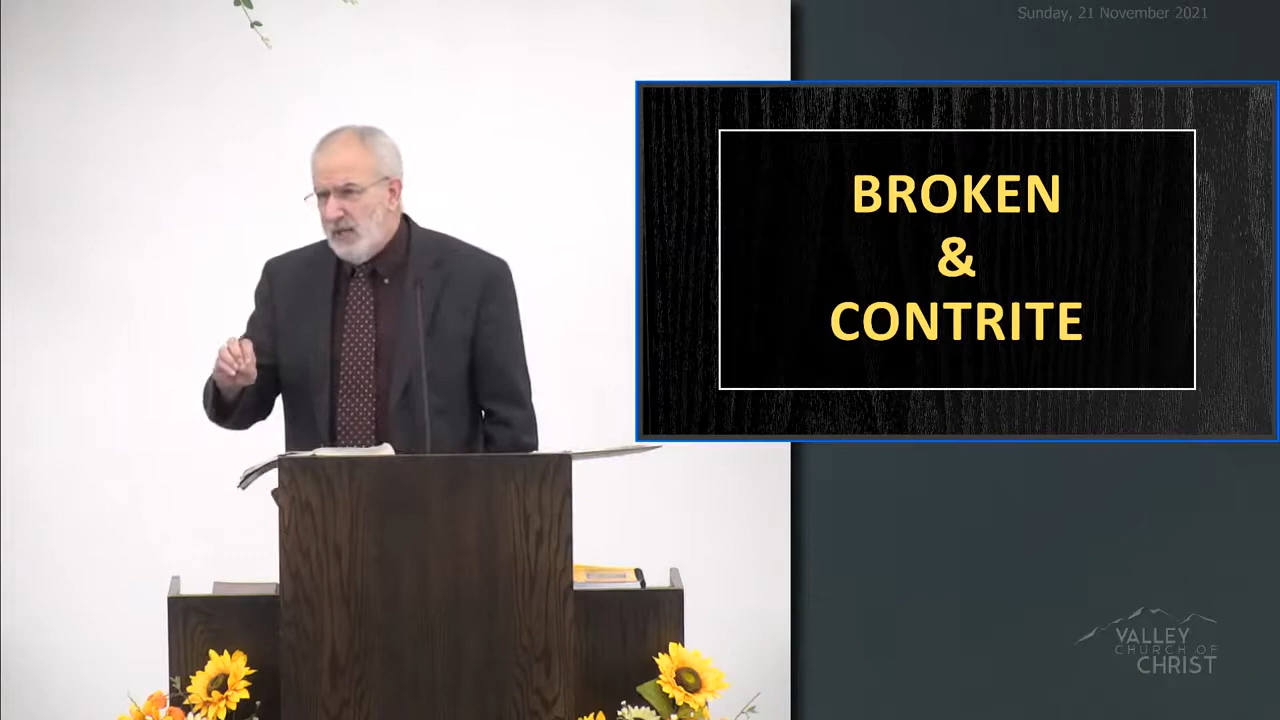 Sunday, 21 November 2021
BROKEN
&
CONTRITE
VALLEY
CHURCH OF
CHRIST